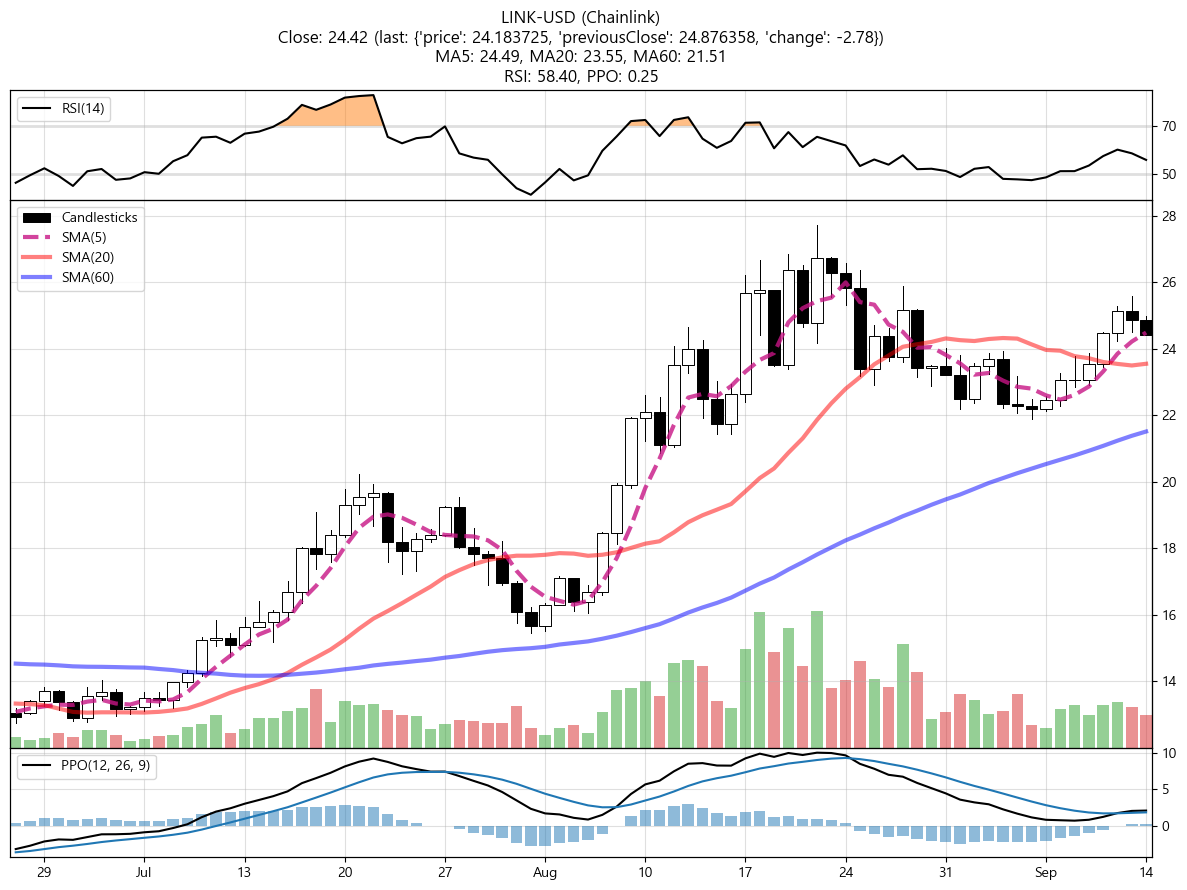 LINK-USD (Chainlink)
Close: 24.42 (last: {'price': 24.183725, 'previousClose': 24.876358, 'change': -2.78})
MA5: 24.49, MA20: 23.55, MA60: 21.51
RSI: 58.40, PPO: 0.25
RSI(14)
70
50
Candlesticks
SMA(5)
SMA(20)
SMA(60)
28
26
24
22
20
18
16
14
PPO(12, 26, 9)
10
5
0
29 Jul 13 20 27 Aug 10 17 24 31 Sep 14